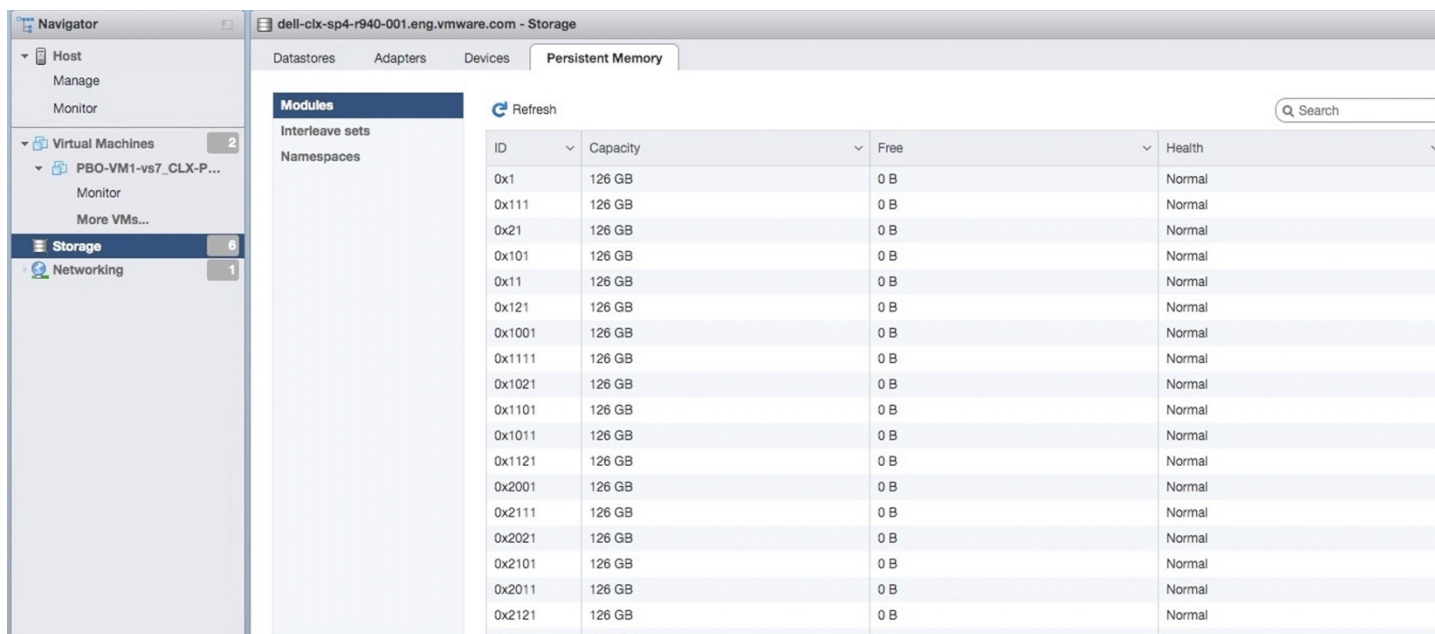 Navigator
Host
Manage
Monitor
Virtual Machines 2
PBO-VM1-vs7_CLX-P...
Monitor
More VMs...
Storage 6
Networking 1
dell-clx-sp4-r940-001.eng.vmware.com - Storage
Datastores Adapters Devices Persistent Memory
Modules
Interleave sets
Namespaces
Refresh Search
ID Capacity Free Health
0x1 126 GB 0 B Normal
0x111 126 GB 0 B Normal
0x21 126 GB 0 B Normal
0x101 126 GB 0 B Normal
0x11 126 GB 0 B Normal
0x121 126 GB 0 B Normal
0x1001 126 GB 0 B Normal
0x1111 126 GB 0 B Normal
0x1021 126 GB 0 B Normal
0x1101 126 GB 0 B Normal
0x1011 126 GB 0 B Normal
0x1121 126 GB 0 B Normal
0x2001 126 GB 0 B Normal
0x2111 126 GB 0 B Normal
0x2021 126 GB 0 B Normal
0x2101 126 GB 0 B Normal
0x2011 126 GB 0 B Normal
0x2121 126 GB 0 B Normal